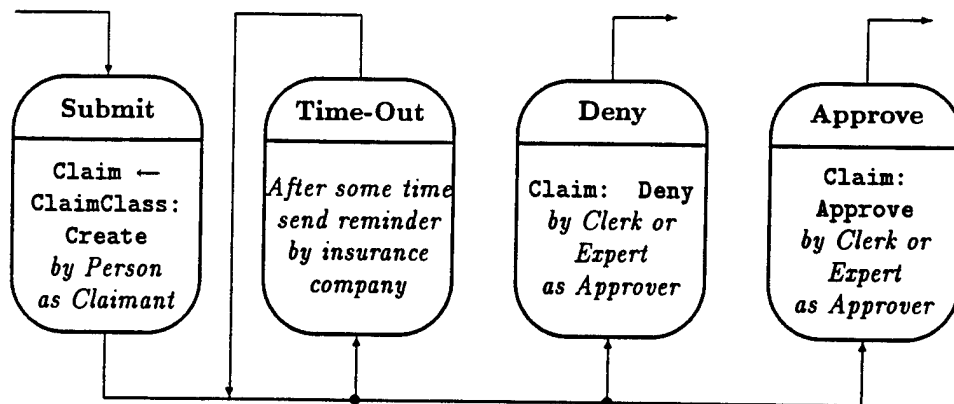 Submit
Claim ←
ClaimClass:
Create
by Person
as Claimant
Time-Out
After some time
send reminder
by insurance
company
Deny
Claim: Deny
by Clerk or
Expert
as Approver
Approve
Claim:
Approve
by Clerk or
Expert
as Approver